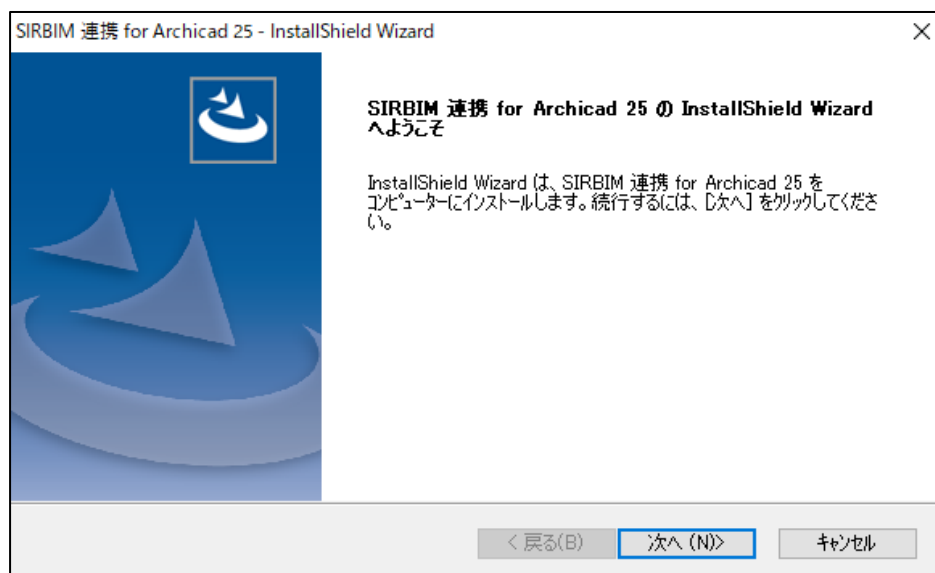 SIRBIM 連携 for Archicad 25 - InstallShield Wizard
SIRBIM 連携 for Archicad 25 の InstallShield Wizard
へようこそ
InstallShield Wizard は、SIRBIM 連携 for Archicad 25 を
コンピューターにインストールします。続行するには、[次へ] をクリックしてくださ
い。
< 戻る(B)
次へ (N)>
キャンセル